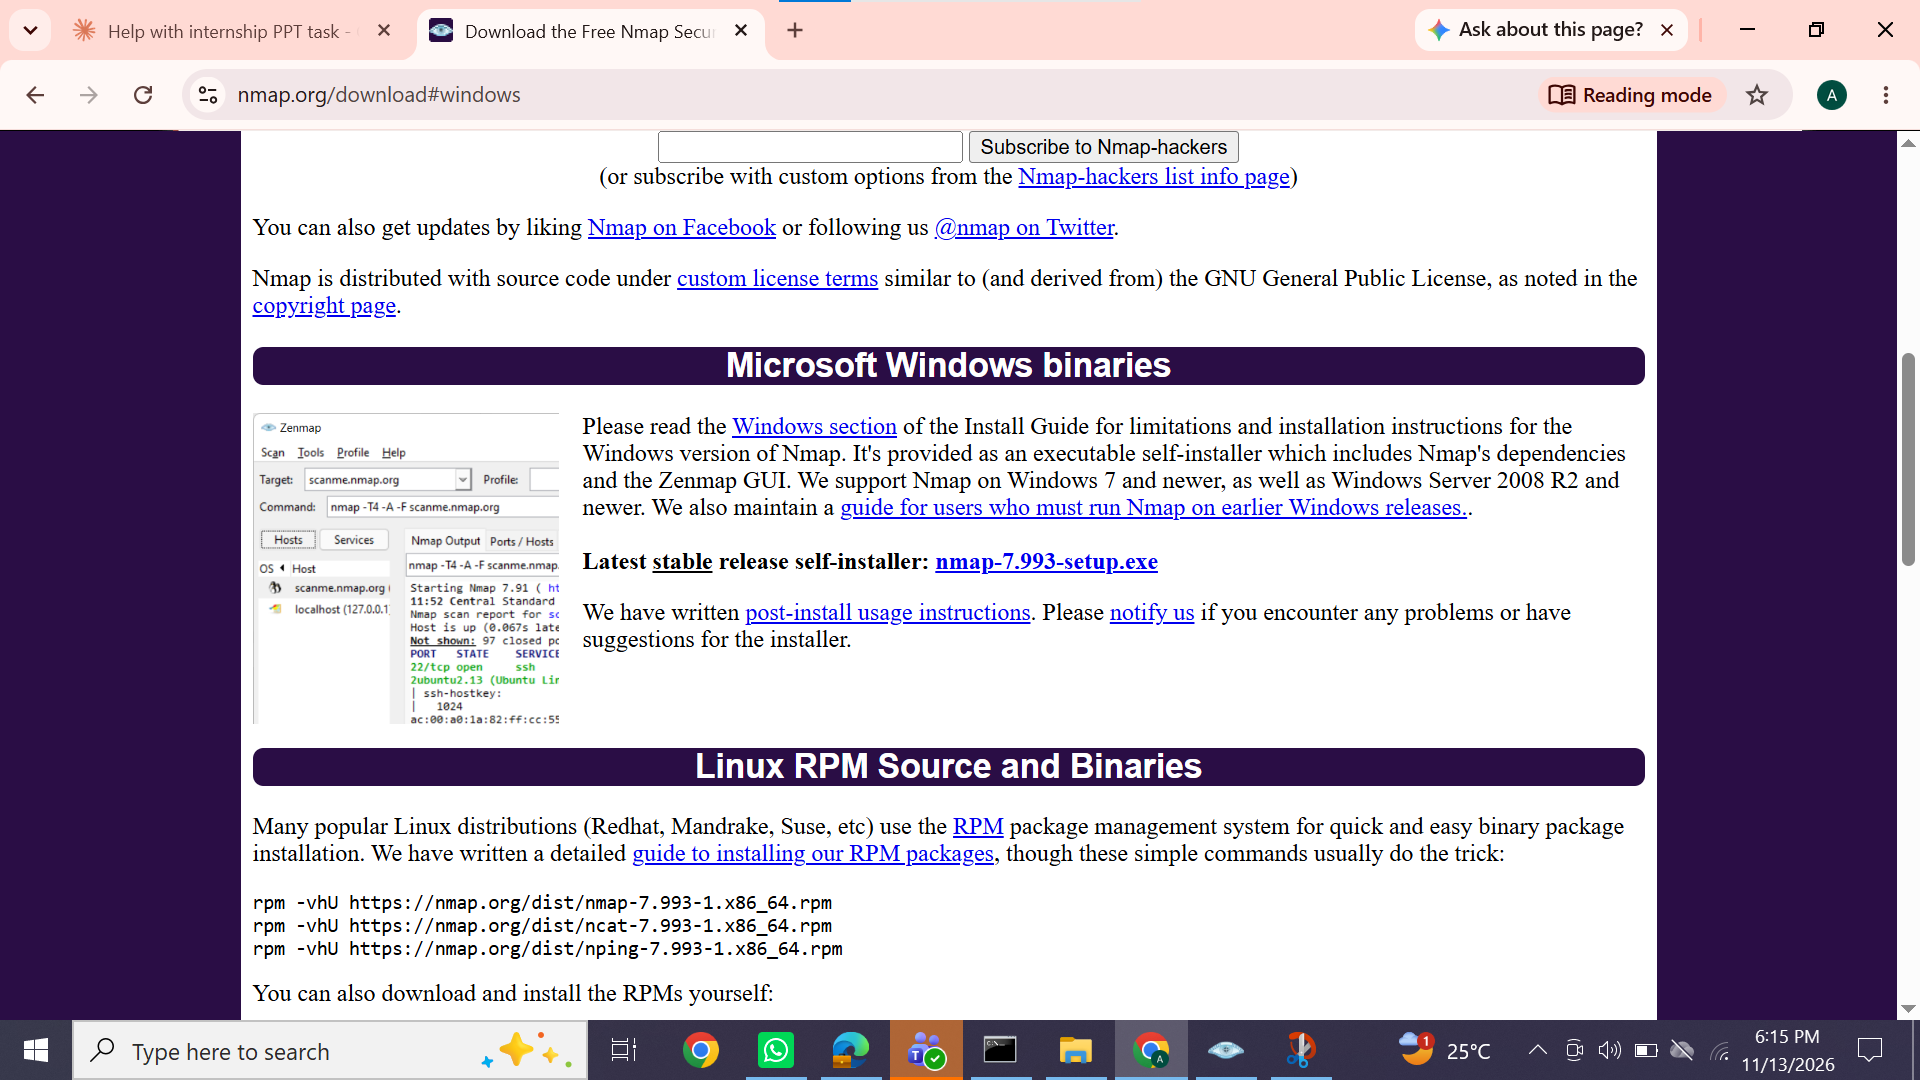 Help with internship PPT task -
Download the Free Nmap Secur
Ask about this page?
nmap.org/download#windows
Reading mode
A
Subscribe to Nmap-hackers
(or subscribe with custom options from the Nmap-hackers list info page)
You can also get updates by liking Nmap on Facebook or following us @nmap on Twitter.
Nmap is distributed with source code under custom license terms similar to (and derived from) the GNU General Public License, as noted in the
copyright page.
Microsoft Windows binaries
Zenmap
Scan Tools Profile Help
Target: scanme.nmap.org Profile:
Command: nmap -T4 -A -F scanme.nmap.org
Hosts Services Nmap Output Ports / Hosts
nmap -T4 -A -F scanme.nmap.
OS Host
scanme.nmap.org
localhost (127.0.0.1
Starting Nmap 7.91 ( ht
11:52 Central Standard
Nmap scan report for sc
Host is up (0.067s late
Not shown: 97 closed po
PORT STATE SERVICE
22/tcp open ssh
2ubuntu2.13 (Ubuntu Lin
| ssh-hostkey:
| 1024
ac:00:a0:1a:82:ff:cc:55
Please read the Windows section of the Install Guide for limitations and installation instructions for the
Windows version of Nmap. It's provided as an executable self-installer which includes Nmap's dependencies
and the Zenmap GUI. We support Nmap on Windows 7 and newer, as well as Windows Server 2008 R2 and
newer. We also maintain a guide for users who must run Nmap on earlier Windows releases..
Latest stable release self-installer: nmap-7.993-setup.exe
We have written post-install usage instructions. Please notify us if you encounter any problems or have
suggestions for the installer.
Linux RPM Source and Binaries
Many popular Linux distributions (Redhat, Mandrake, Suse, etc) use the RPM package management system for quick and easy binary package
installation. We have written a detailed guide to installing our RPM packages, though these simple commands usually do the trick:
rpm -vhU https://nmap.org/dist/nmap-7.993-1.x86_64.rpm
rpm -vhU https://nmap.org/dist/ncat-7.993-1.x86_64.rpm
rpm -vhU https://nmap.org/dist/nping-7.993-1.x86_64.rpm
You can also download and install the RPMs yourself:
Type here to search
1
25°C
6:15 PM
11/13/2026